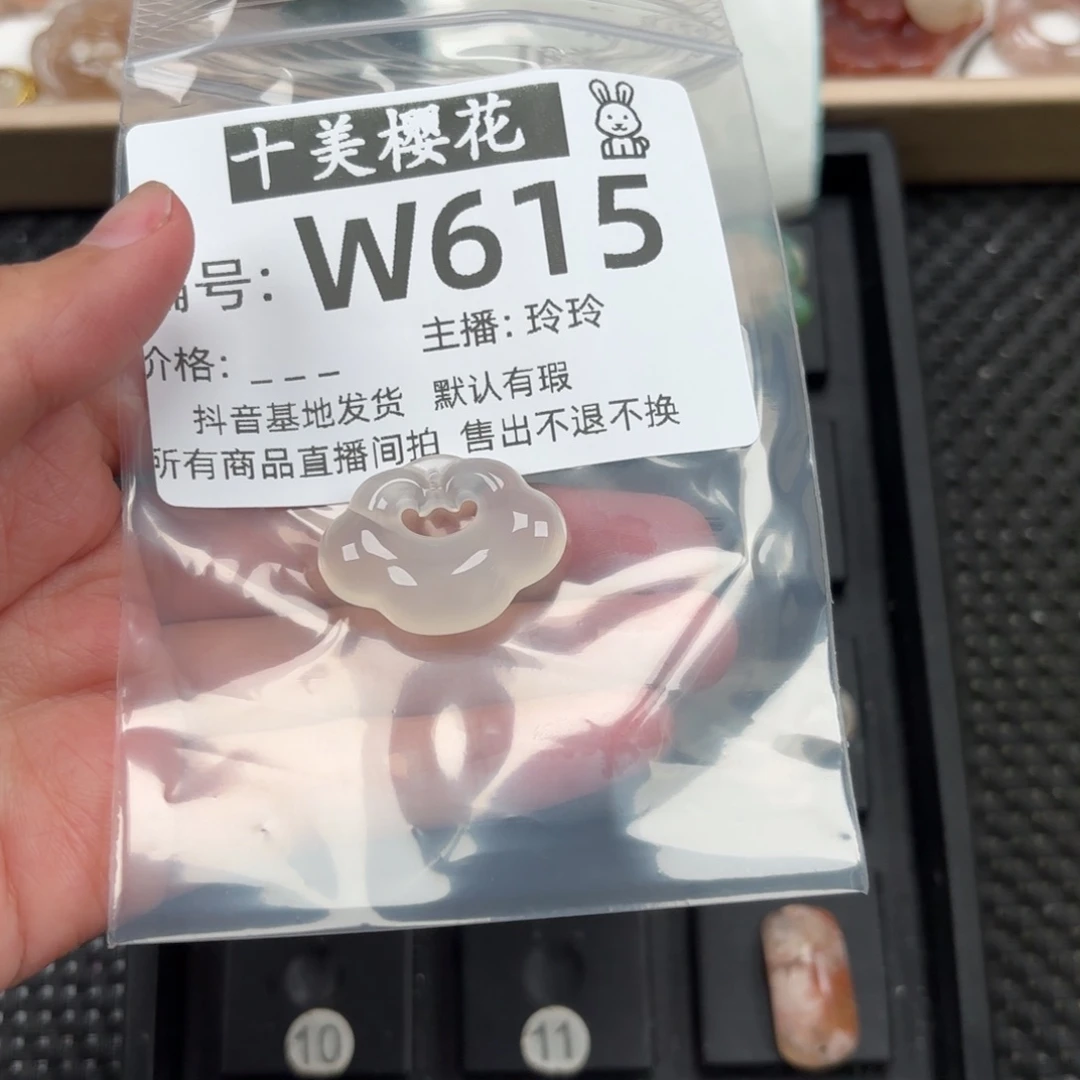 十美樱花
编号: W615
主播: 玲玲
价格: _ _ _
抖音基地发货 默认有瑕
所有商品直播间拍 售出不退不换
10
11